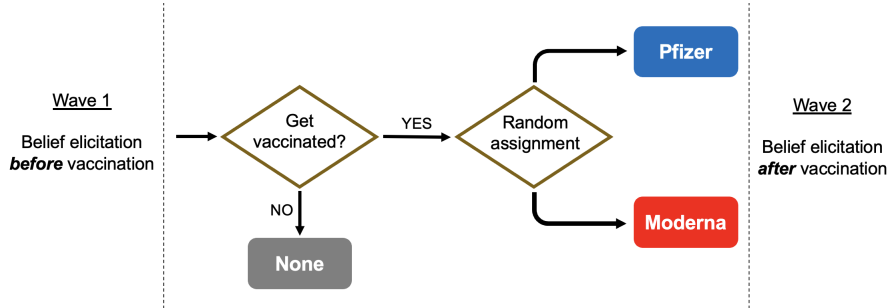 Wave 1
Belief elicitation
before vaccination
Get
vaccinated?
YES
NO
None
Random
assignment
Pfizer
Moderna
Wave 2
Belief elicitation
after vaccination